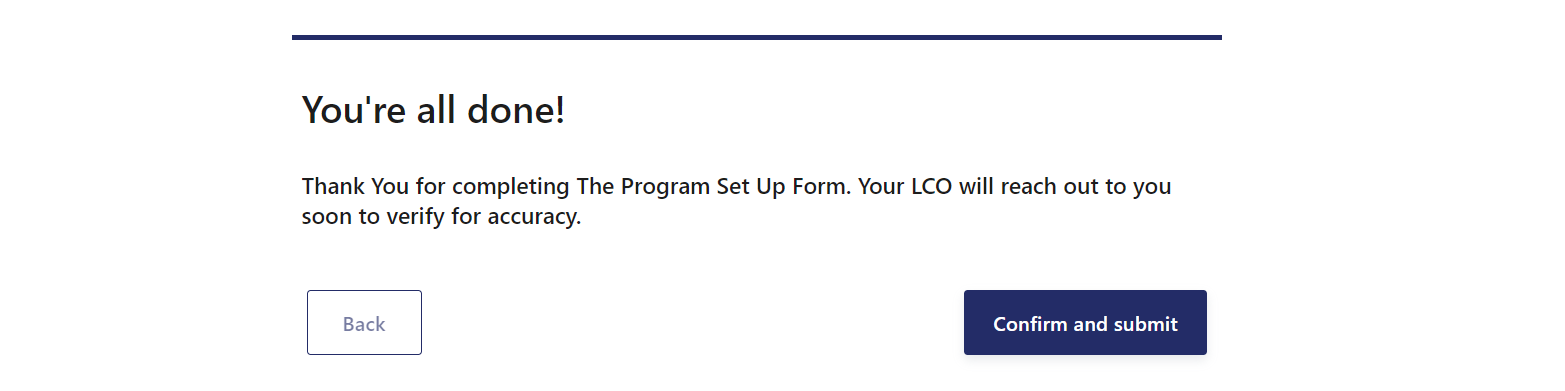 You're all done!
Thank You for completing The Program Set Up Form. Your LCO will reach out to you
soon to verify for accuracy.
Back
Confirm and submit